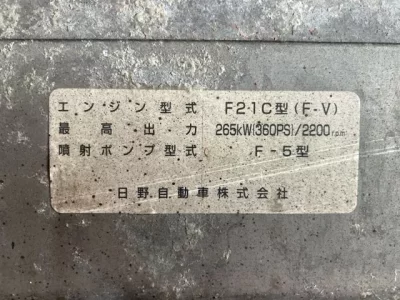 エンジン型式 F21C型(F-V)
最高出力 265kW(360PS)/2200rpm
噴射ポンプ型式 F-5型
日野自動車株式会社